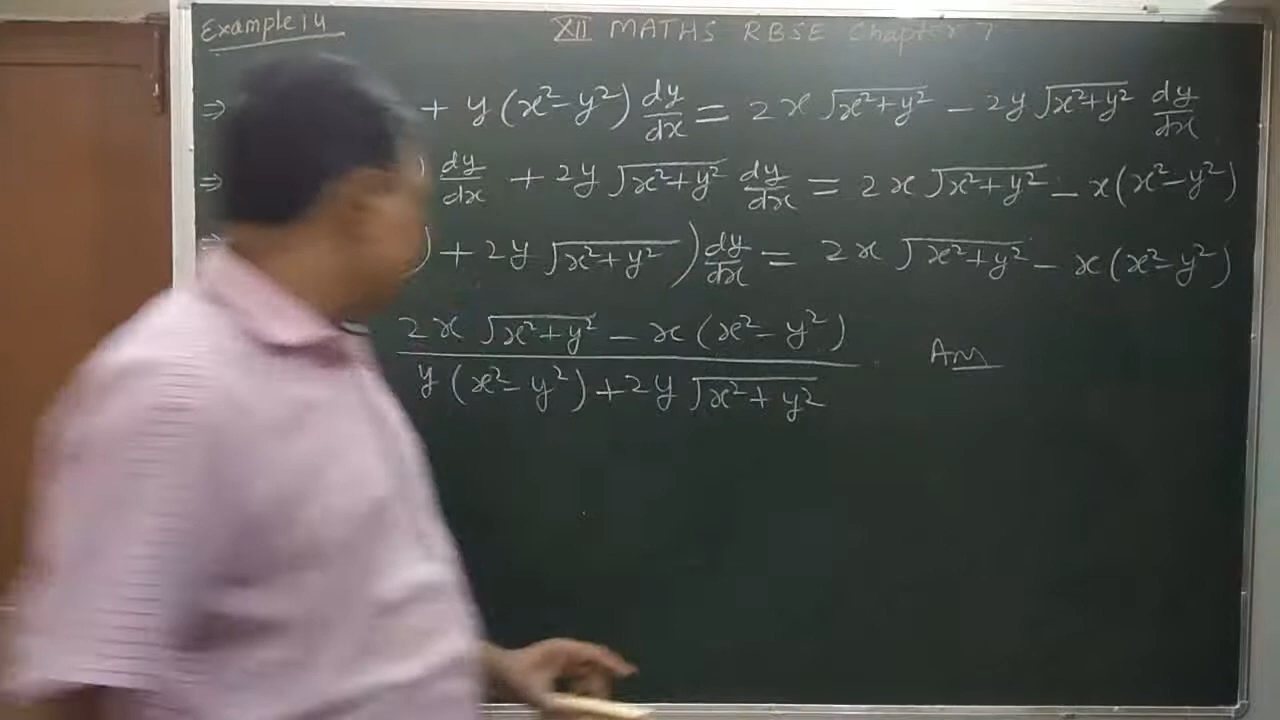 Example 14
XII MATHS RBSE Chapter 7
⇒ + y(x²-y²) dy/dx = 2x √(x²+y²) - 2y √(x²+y²) dy/dx
⇒ ) dy/dx + 2y √(x²+y²) dy/dx = 2x √(x²+y²) - x(x²-y²)
⇒ ) + 2y √(x²+y²) ) dy/dx = 2x √(x²+y²) - x(x²-y²)
2x √(x²+y²) - x(x²-y²)
y(x²-y²) + 2y √(x²+y²)
Ans